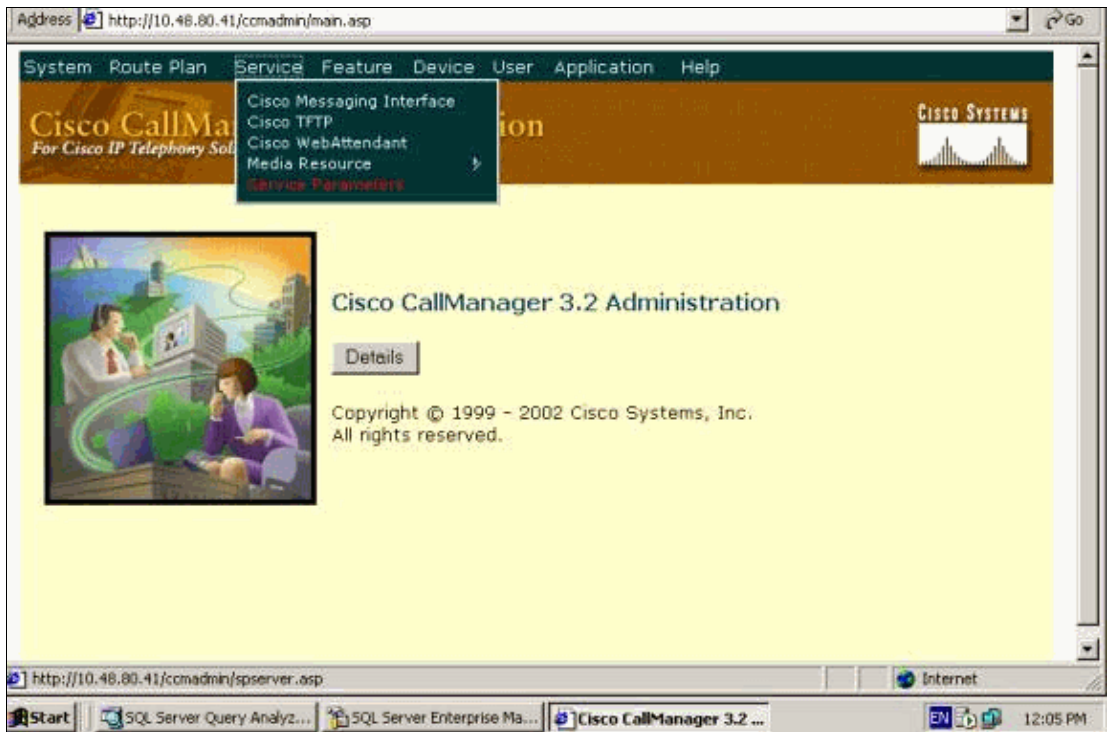 Address http://10.48.80.41/ccmadmin/main.asp Go
System Route Plan Service Feature Device User Application Help
Cisco Messaging Interface
Cisco TFTP
Cisco WebAttendant
Media Resource
Service Parameters
Cisco CallMa ion
For Cisco IP Telephony Sol
CISCO SYSTEMS
Cisco CallManager 3.2 Administration
Details
Copyright © 1999 - 2002 Cisco Systems, Inc.
All rights reserved.
http://10.48.80.41/ccmadmin/spserver.asp Internet
Start SQL Server Query Analyz... SQL Server Enterprise Ma... Cisco CallManager 3.2 ... EN 12:05 PM